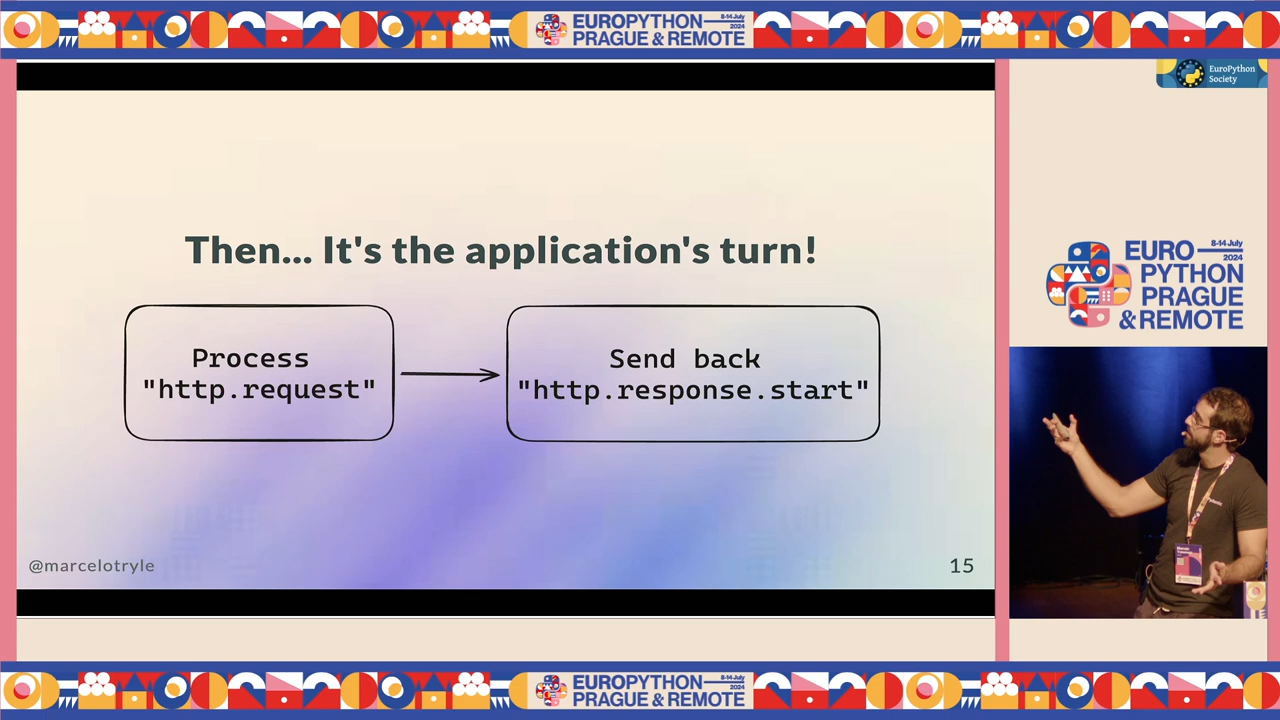 EUROPYTHON
8-14 July
2024
PRAGUE & REMOTE
EuroPython
Society
Then... It's the application's turn!
Process
"http.request"
Send back
"http.response.start"
@marcelotryle
15
EURO
8-14 July
2024
PYTHON
PRAGUE
& REMOTE
EUROPYTHON
8-14 July
2024
PRAGUE & REMOTE